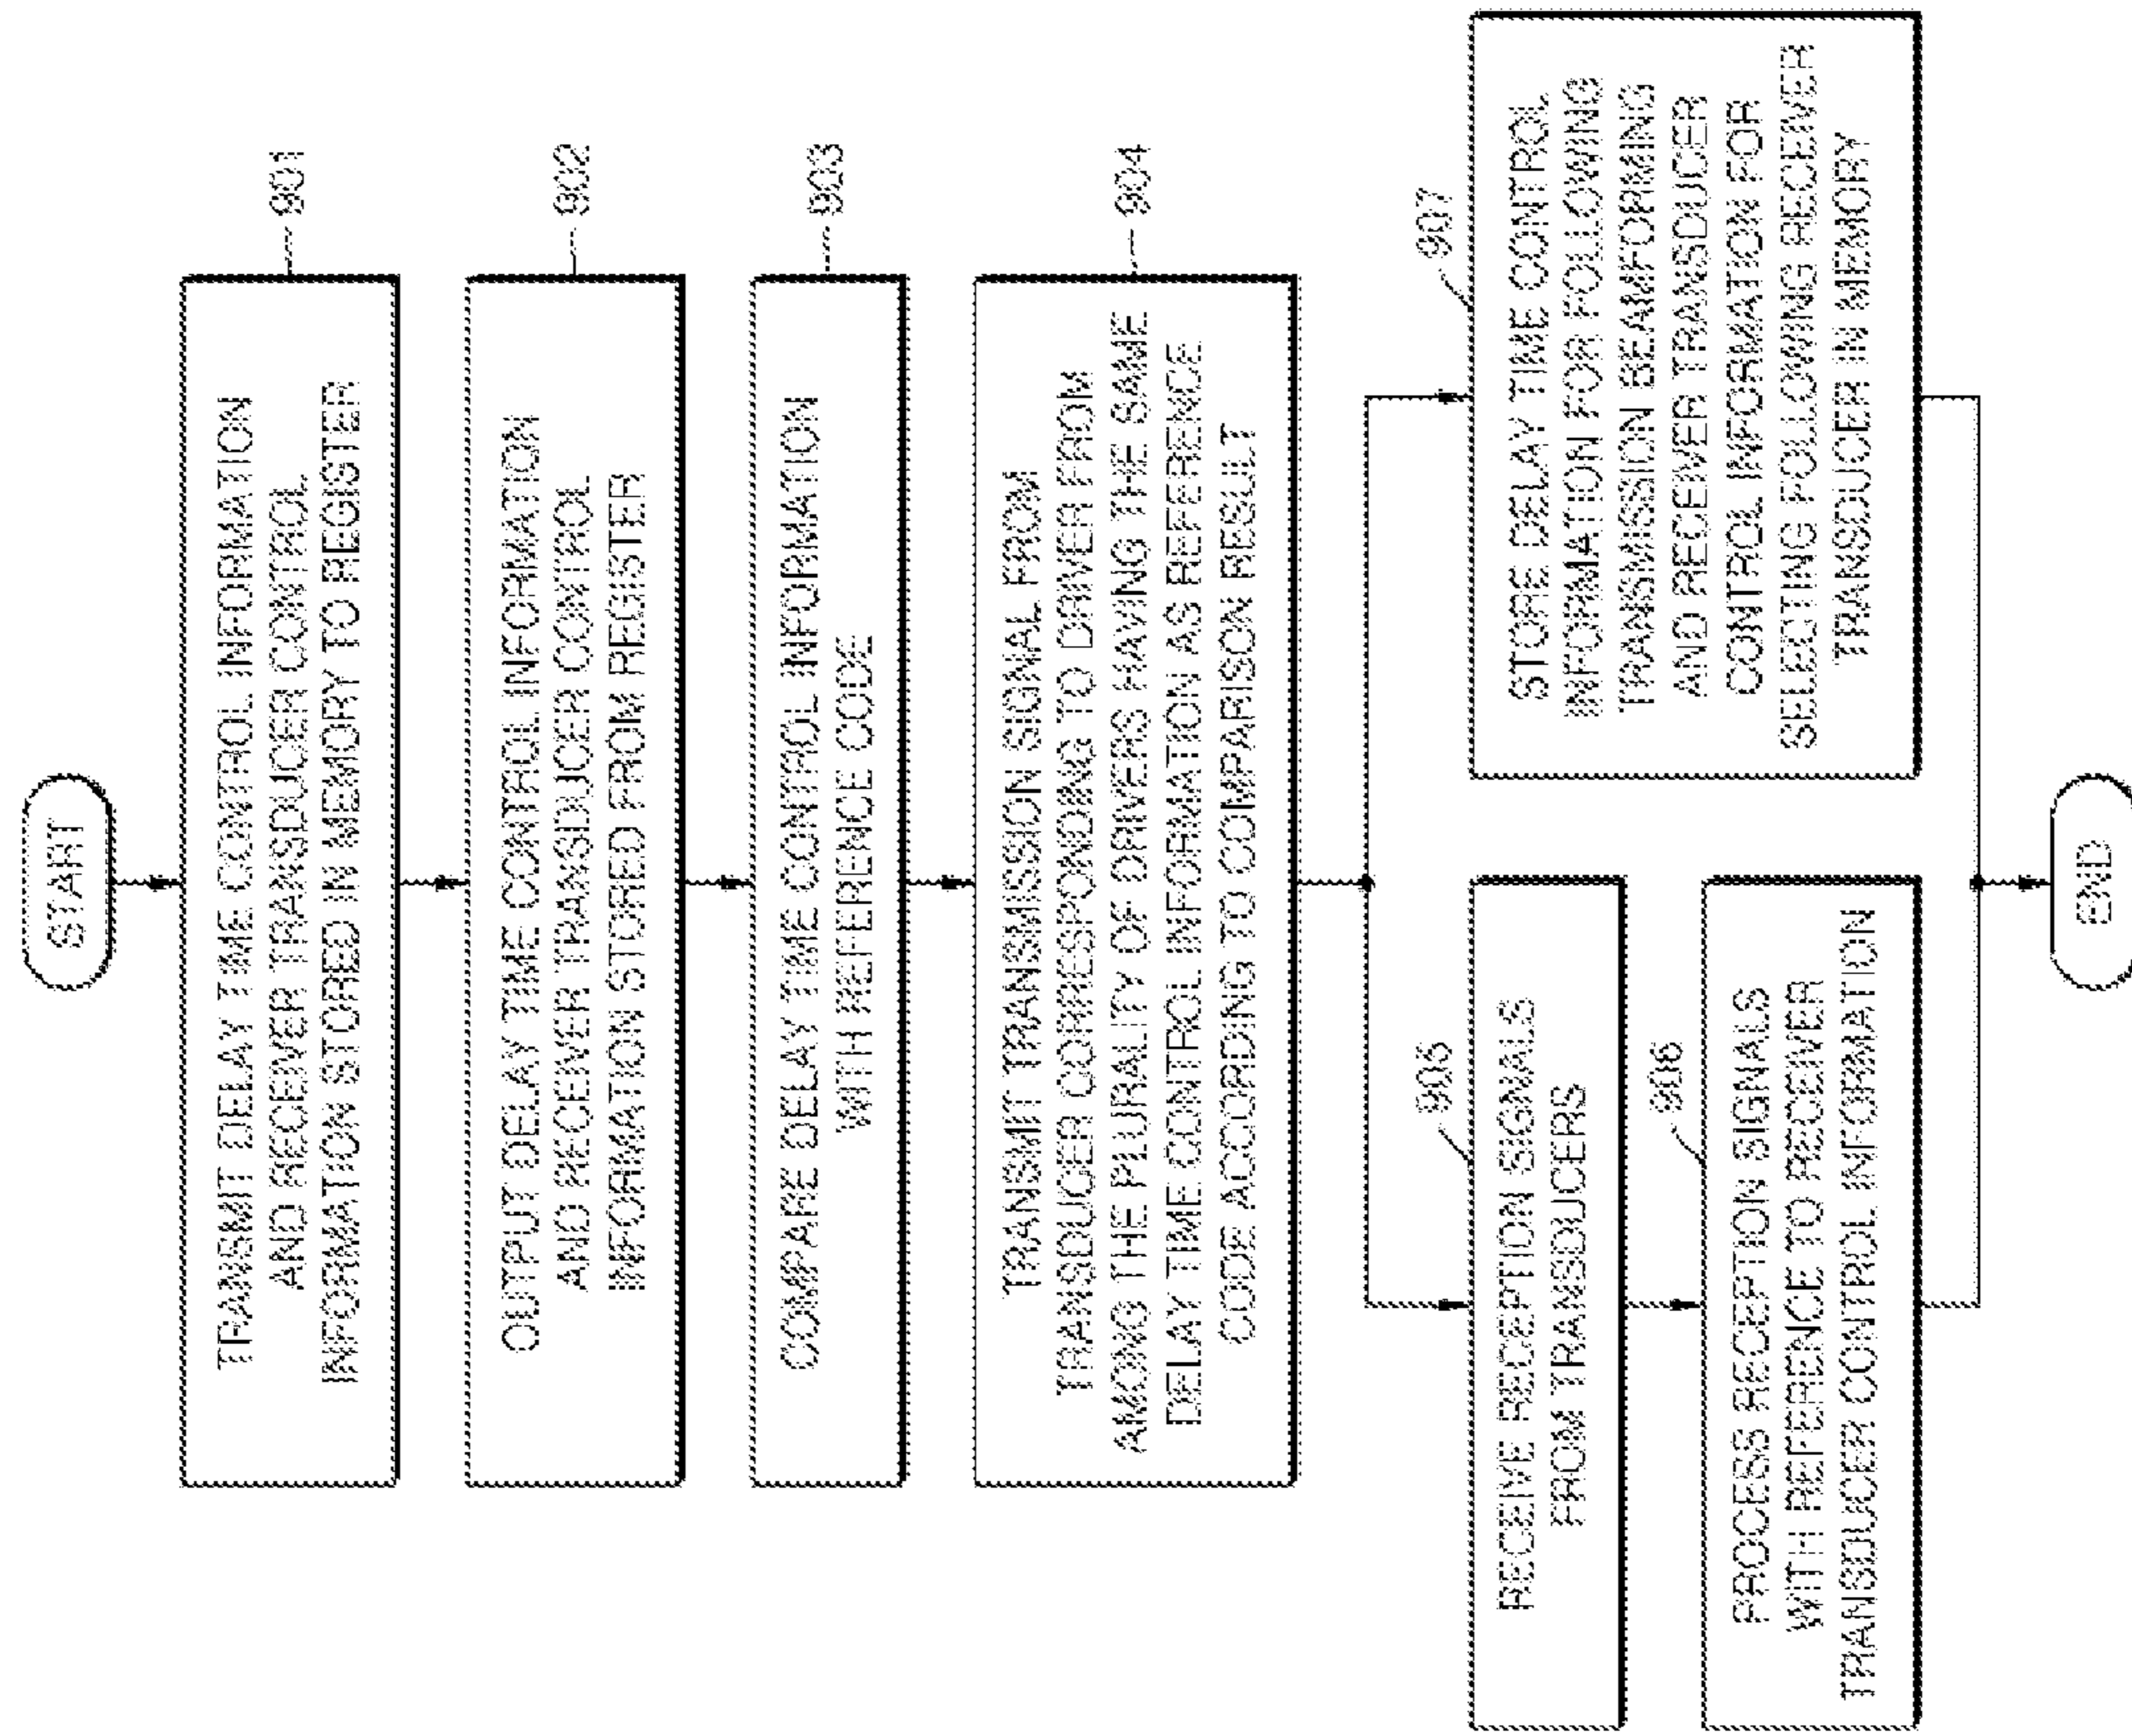 START
TRANSMIT DELAY TIME CONTROL INFORMATION
AND RECEIVER TRANSDUCER CONTROL
INFORMATION STORED IN MEMORY TO REGISTER
901
OUTPUT DELAY TIME CONTROL INFORMATION
AND RECEIVER TRANSDUCER CONTROL
INFORMATION STORED FROM REGISTER
902
COMPARE DELAY TIME CONTROL INFORMATION
WITH REFERENCE CODE
903
TRANSMIT TRANSMISSION SIGNAL FROM
TRANSDUCER CORRESPONDING TO DRIVER FROM
AMONG THE PLURALITY OF DRIVERS HAVING THE SAME
DELAY TIME CONTROL INFORMATION AS REFERENCE
CODE ACCORDING TO COMPARISON RESULT
904
905
RECEIVE RECEPTION SIGNALS
FROM TRANSDUCERS
906
PROCESS RECEPTION SIGNALS
WITH REFERENCE TO RECEIVER
TRANSDUCER CONTROL INFORMATION
907
STORE DELAY TIME CONTROL
INFORMATION FOR FOLLOWING
TRANSMISSION BEAMFORMING
AND RECEIVER TRANSDUCER
CONTROL INFORMATION FOR
SELECTING FOLLOWING RECEIVER
TRANSDUCER IN MEMORY
END